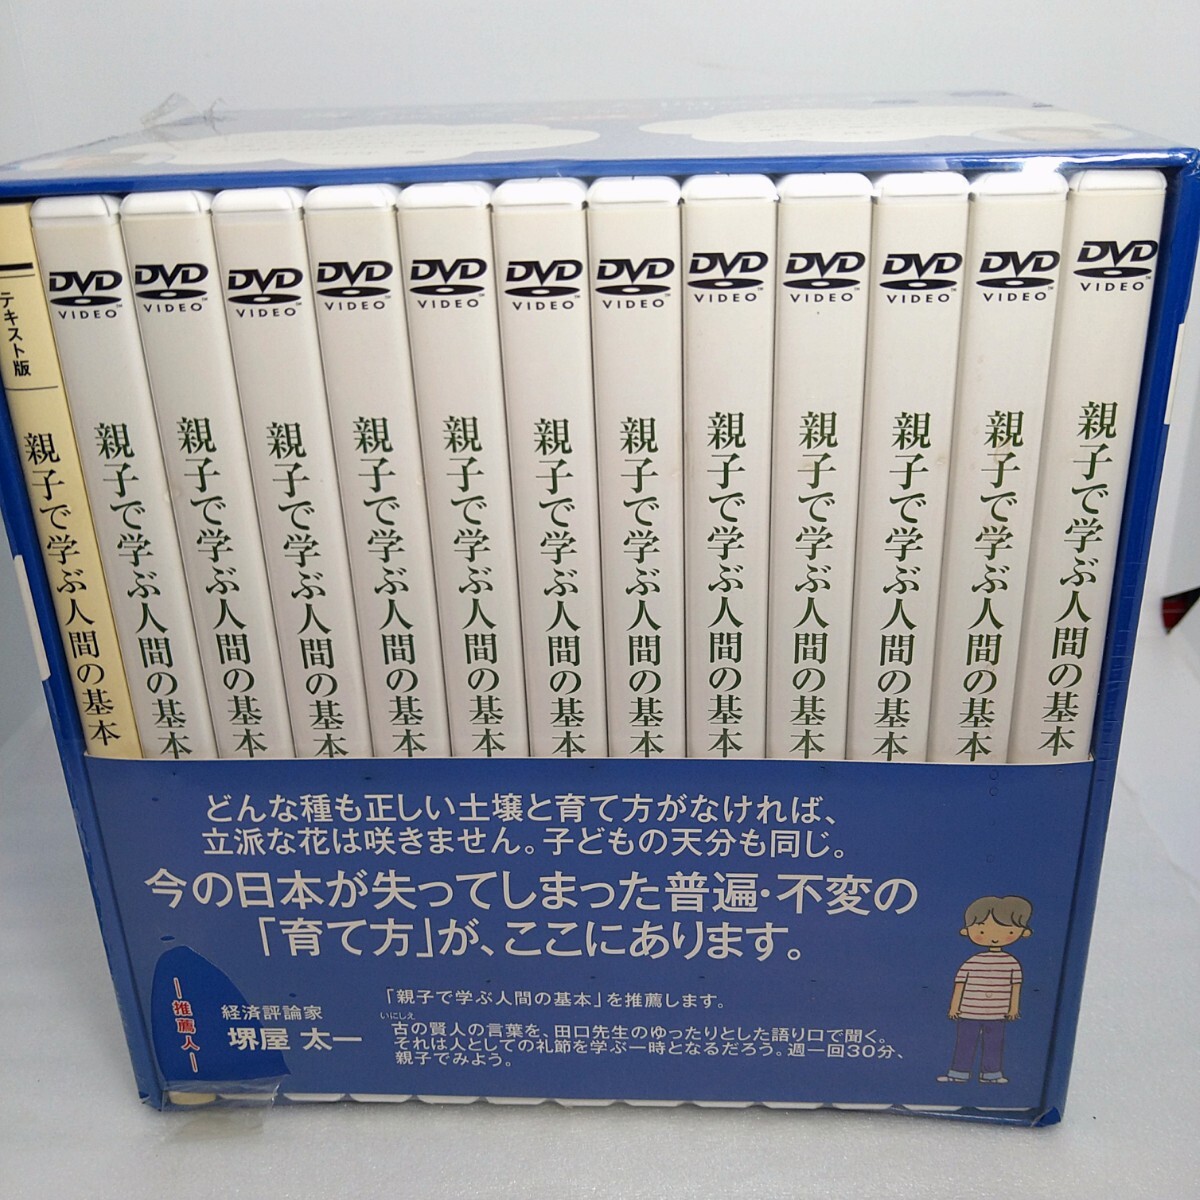 テキスト版
親子で学ぶ人間の基本
DVD
VIDEO
親子で学ぶ人間の基本
DVD
VIDEO
親子で学ぶ人間の基本
DVD
VIDEO
親子で学ぶ人間の基本
DVD
VIDEO
親子で学ぶ人間の基本
DVD
VIDEO
親子で学ぶ人間の基本
DVD
VIDEO
親子で学ぶ人間の基本
DVD
VIDEO
親子で学ぶ人間の基本
DVD
VIDEO
親子で学ぶ人間の基本
DVD
VIDEO
親子で学ぶ人間の基本
DVD
VIDEO
親子で学ぶ人間の基本
DVD
VIDEO
親子で学ぶ人間の基本
DVD
VIDEO
親子で学ぶ人間の基本
どんな種も正しい土壌と育て方がなければ、
立派な花は咲きません。子どもの天分も同じ。
今の日本が失ってしまった普遍・不変の
「育て方」が、ここにあります。
―推薦人―
経済評論家
堺屋 太一
「親子で学ぶ人間の基本」を推薦します。
いにしえ
古の賢人の言葉を、田口先生のゆったりとした語り口で聞く。
それは人としての礼節を学ぶ一時となるだろう。週一回30分、
親子でみよう。